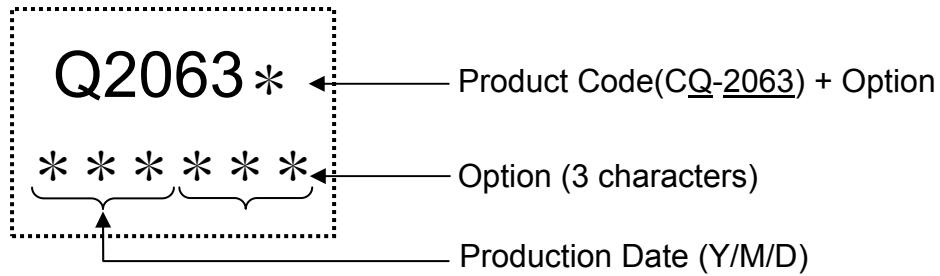 Q2063* Product Code(CQ-2063) + Option
* * * * * * Option (3 characters)
Production Date (Y/M/D)